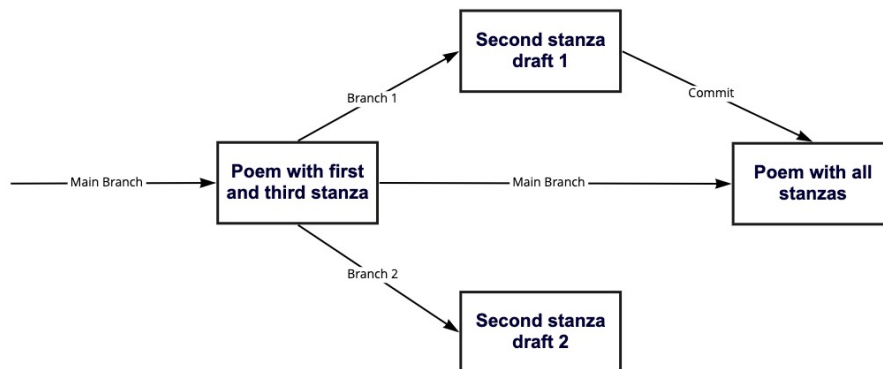 Second stanza
draft 1
Branch 1
Commit
Main Branch
Poem with first
and third stanza
Main Branch
Poem with all
stanzas
Branch 2
Second stanza
draft 2